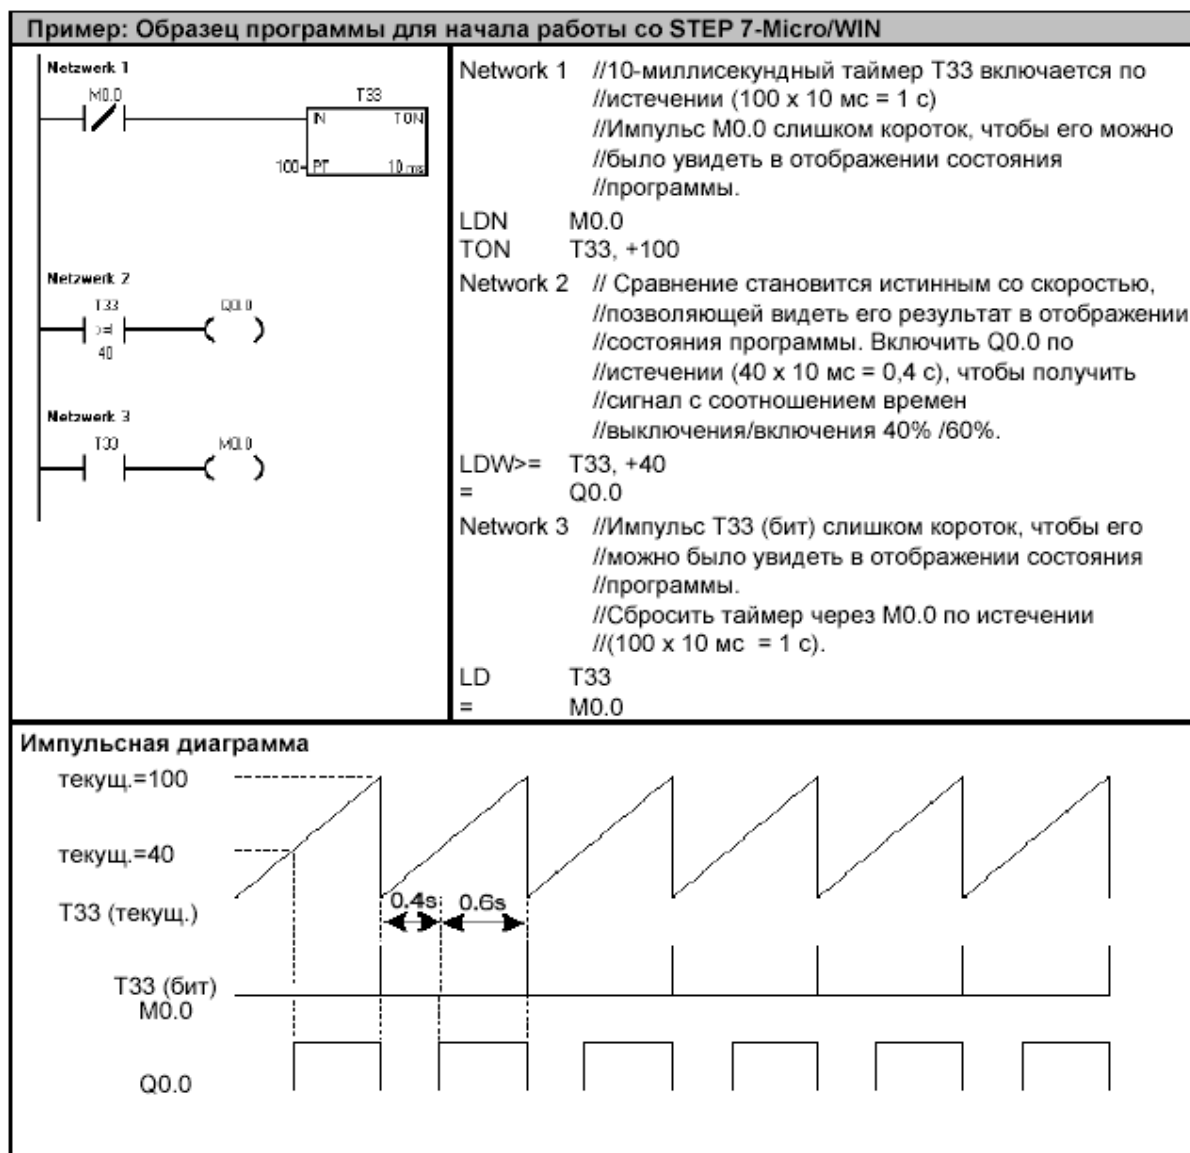 Пример: Образец программы для начала работы со STEP 7-Micro/WIN
Netzwerk 1
M0.0
T33
IN TON
100 PT 10 ms
Netzwerk 2
T33 Q0.0
>=I
40
Netzwerk 3
T33 M0.0
Network 1 //10-миллисекундный таймер T33 включается по
//истечении (100 x 10 мс = 1 с)
//Импульс M0.0 слишком короток, чтобы его можно
//было увидеть в отображении состояния
//программы.
LDN M0.0
TON T33, +100
Network 2 // Сравнение становится истинным со скоростью,
//позволяющей видеть его результат в отображении
//состояния программы. Включить Q0.0 по
//истечении (40 x 10 мс = 0,4 с), чтобы получить
//сигнал с соотношением времен
//выключения/включения 40% /60%.
LDW>= T33, +40
= Q0.0
Network 3 //Импульс T33 (бит) слишком короток, чтобы его
//можно было увидеть в отображении состояния
//программы.
//Сбросить таймер через M0.0 по истечении
//(100 x 10 мс = 1 с).
LD T33
= M0.0
Импульсная диаграмма
текущ.=100
текущ.=40
T33 (текущ.)
0.4s 0.6s
T33 (бит)
M0.0
Q0.0